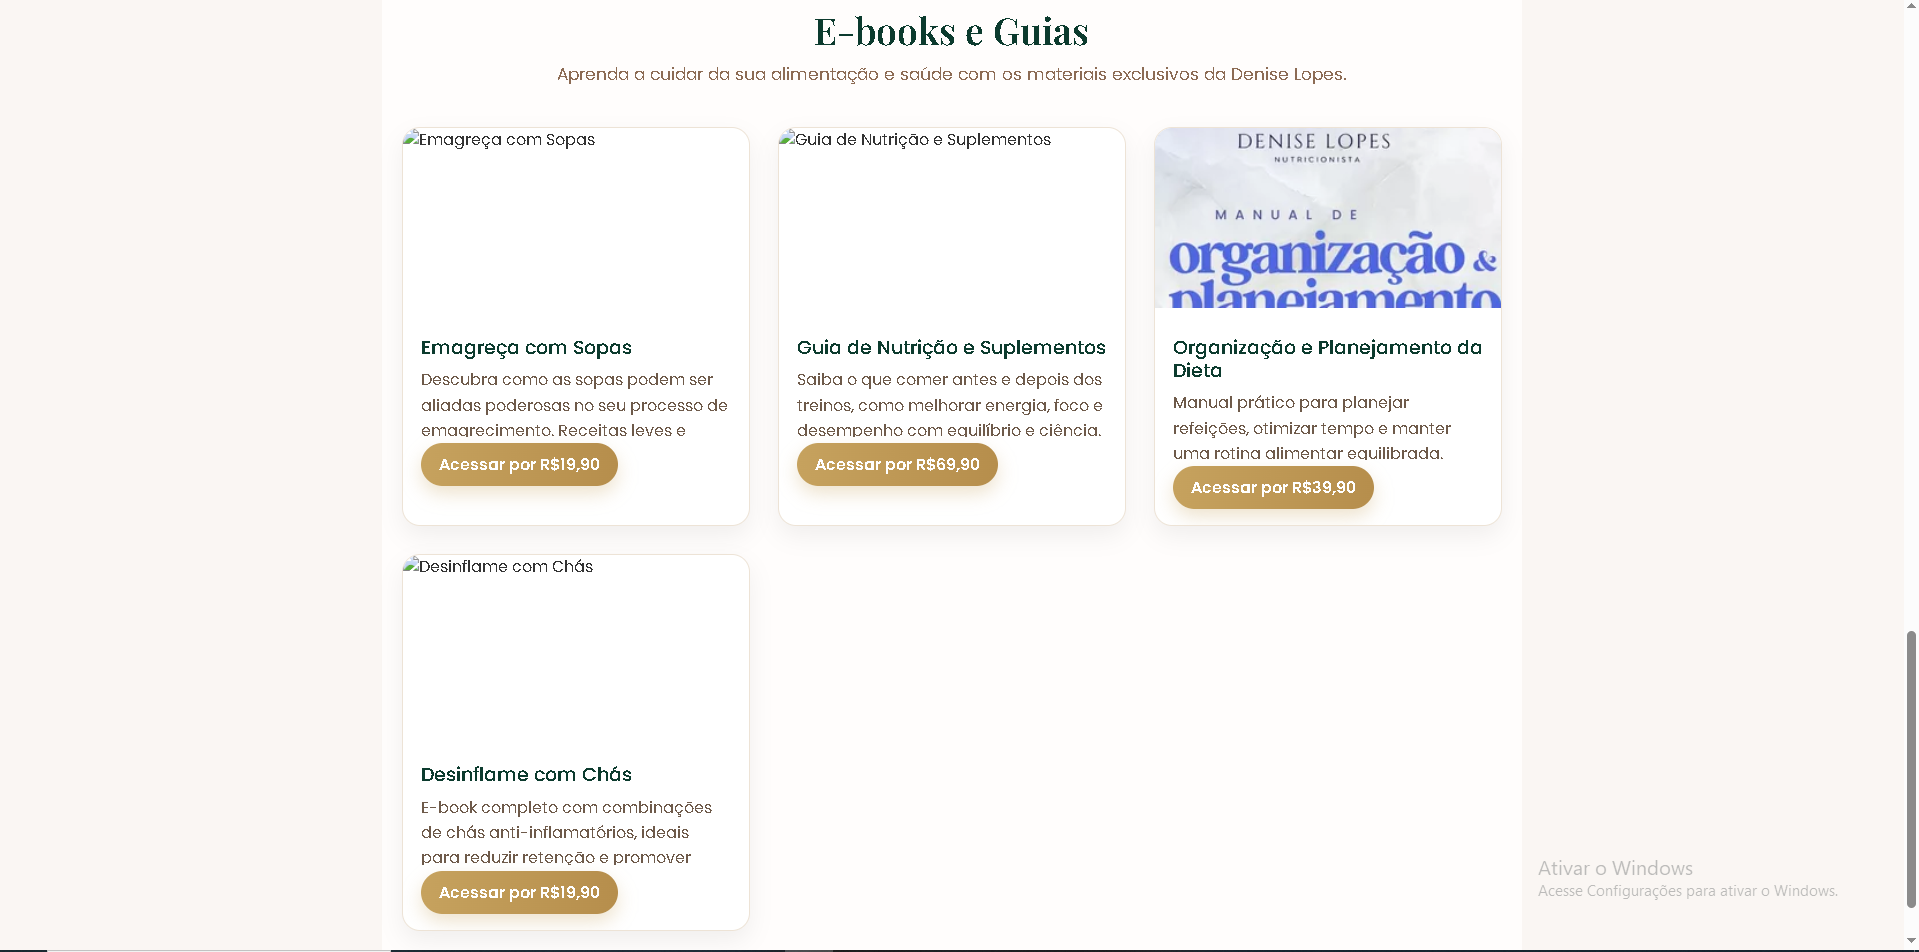 E-books e Guias
Aprenda a cuidar da sua alimentação e saúde com os materiais exclusivos da Denise Lopes.
Emagreça com Sopas
Emagreça com Sopas
Descubra como as sopas podem ser
aliadas poderosas no seu processo de
emagrecimento. Receitas leves e
Acessar por R$19,90
Guia de Nutrição e Suplementos
Guia de Nutrição e Suplementos
Saiba o que comer antes e depois dos
treinos, como melhorar energia, foco e
desempenho com equilíbrio e ciência.
Acessar por R$69,90
DENISE LOPES
NUTRICIONISTA
MANUAL DE
organização &
planejamento
Organização e Planejamento da
Dieta
Manual prático para planejar
refeições, otimizar tempo e manter
uma rotina alimentar equilibrada.
Acessar por R$39,90
Desinflame com Chás
Desinflame com Chás
E-book completo com combinações
de chás anti-inflamatórios, ideais
para reduzir retenção e promover
Acessar por R$19,90
Ativar o Windows
Acesse Configurações para ativar o Windows.